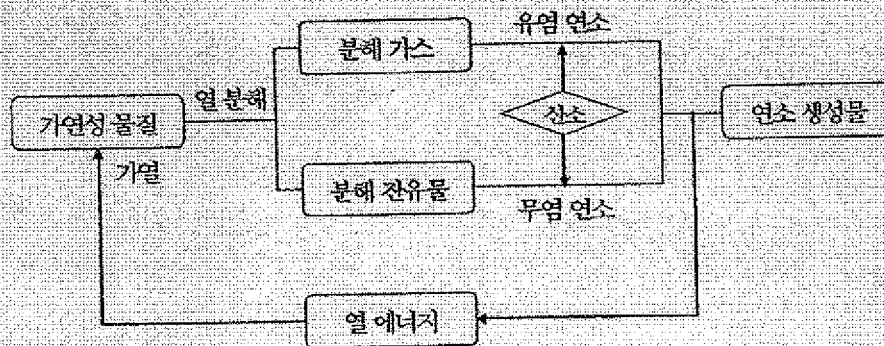 유염 연소
분해 가스
열 분해
가연성 물질
산소
연소 생성물
가열
분해 잔유물
무염 연소
열 에너지